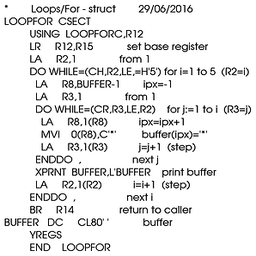 *        Loops/For - struct      29/06/2016
LOOPFOR  CSECT
         USING  LOOPFORC,R12
         LR     R12,R15          set base register
         LA     R2,1             from 1
         DO WHILE=(CH,R2,LE,=H'5') for i=1 to 5  (R2=i)
           LA    R8,BUFFER-1      ipx=-1
           LA    R3,1             from 1
           DO WHILE=(CR,R3,LE,R2)   for j:=1 to i  (R3=j)
             LA    R8,1(R8)         ipx=ipx+1
             MVI   0(R8),C'*'       buffer(ipx)='*'
             LA    R3,1(R3)         j=j+1  (step)
           ENDDO  ,                 next j
           XPRNT  BUFFER,L'BUFFER   print buffer
           LA    R2,1(R2)           i=i+1  (step)
         ENDDO  ,                 next i
         BR     R14              return to caller
BUFFER   DC     CL80' '          buffer
         YREGS
         END    LOOPFOR